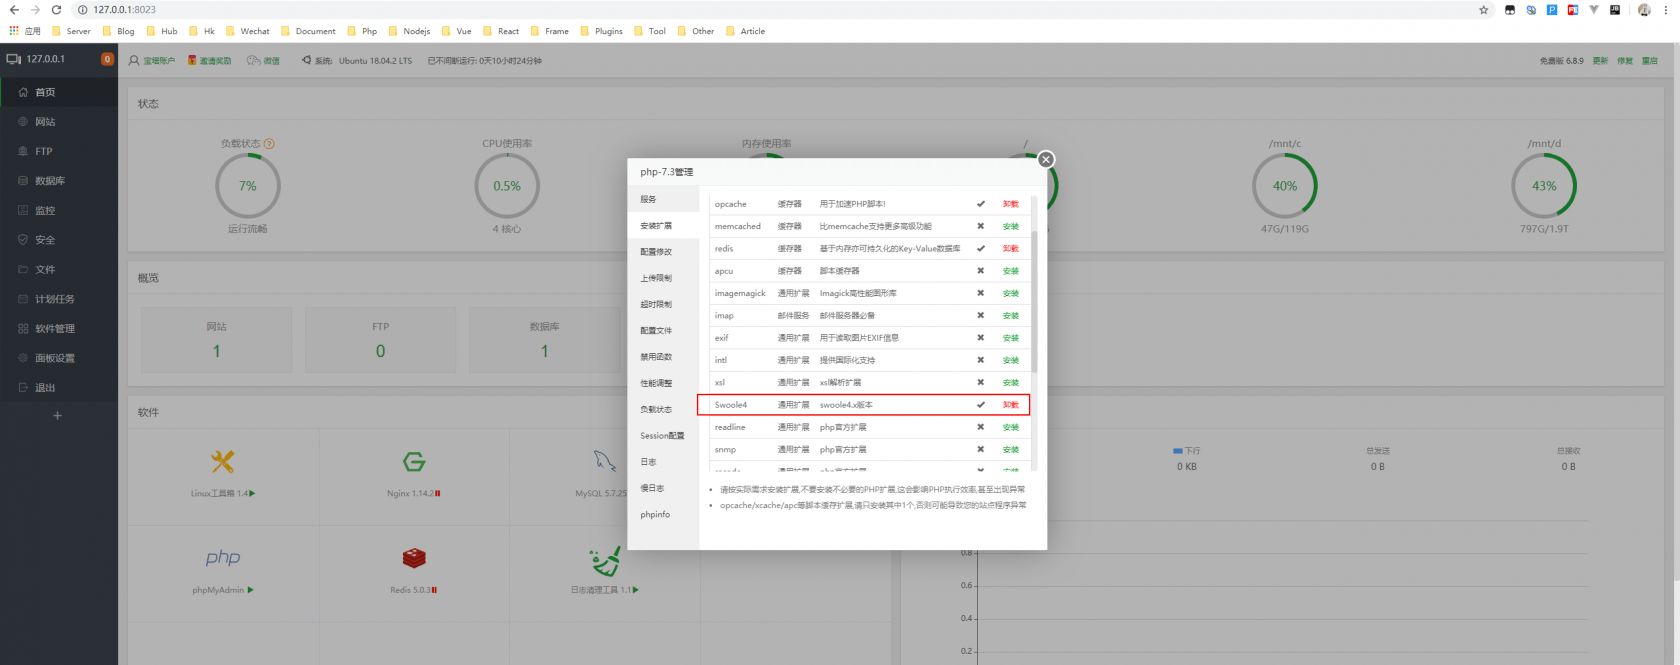 127.0.0.1:8023
应用 Server Blog Hub Hk Wechat Document Php Nodejs Vue React Frame Plugins Tool Other Article
127.0.0.1 0 宝塔账户 邀请奖励 微信 系统: Ubuntu 18.04.2 LTS 已不间断运行: 0天10小时24分钟 免费版 6.8.9 更新 修复 重启
首页
网站
FTP
数据库
监控
安全
文件
计划任务
软件管理
面板设置
退出
状态
负载状态 CPU使用率 内存使用率 / /mnt/c /mnt/d
7% 0.5% 40% 43%
运行流畅 4 核心 47G/119G 797G/1.9T
概览
网站 FTP 数据库
1 0 1
软件
Linux工具箱 1.4 Nginx 1.14.2 MySQL 5.7.25
php
phpMyAdmin Redis 5.0.3 日志清理工具 1.1
php-7.3管理
服务
安装扩展
配置修改
上传限制
超时限制
配置文件
禁用函数
性能调整
负载状态
Session配置
日志
慢日志
phpinfo
opcache 缓存器 用于加速PHP脚本! 卸载
memcached 缓存器 比memcache支持更多高级功能 安装
redis 缓存器 基于内存亦可持久化的Key-Value数据库 卸载
apcu 缓存器 脚本缓存器 安装
imagemagick 通用扩展 Imagick高性能图形库 安装
imap 邮件服务 邮件服务器必备 安装
exif 通用扩展 用于读取图片EXIF信息 安装
intl 通用扩展 提供国际化支持 安装
xsl 通用扩展 xsl解析扩展 安装
Swoole4 通用扩展 swoole4.x版本 卸载
readline 通用扩展 php官方扩展 安装
snmp 通用扩展 php官方扩展 安装
请按实际需求安装扩展,不要安装不必要的PHP扩展,这会影响PHP执行效率,甚至出现异常
opcache/xcache/apc等脚本缓存扩展,请只安装其中1个,否则可能导致您的站点程序异常
下行 总发送 总接收
0 KB 0 B 0 B
0.8
0.6
0.4
0.2